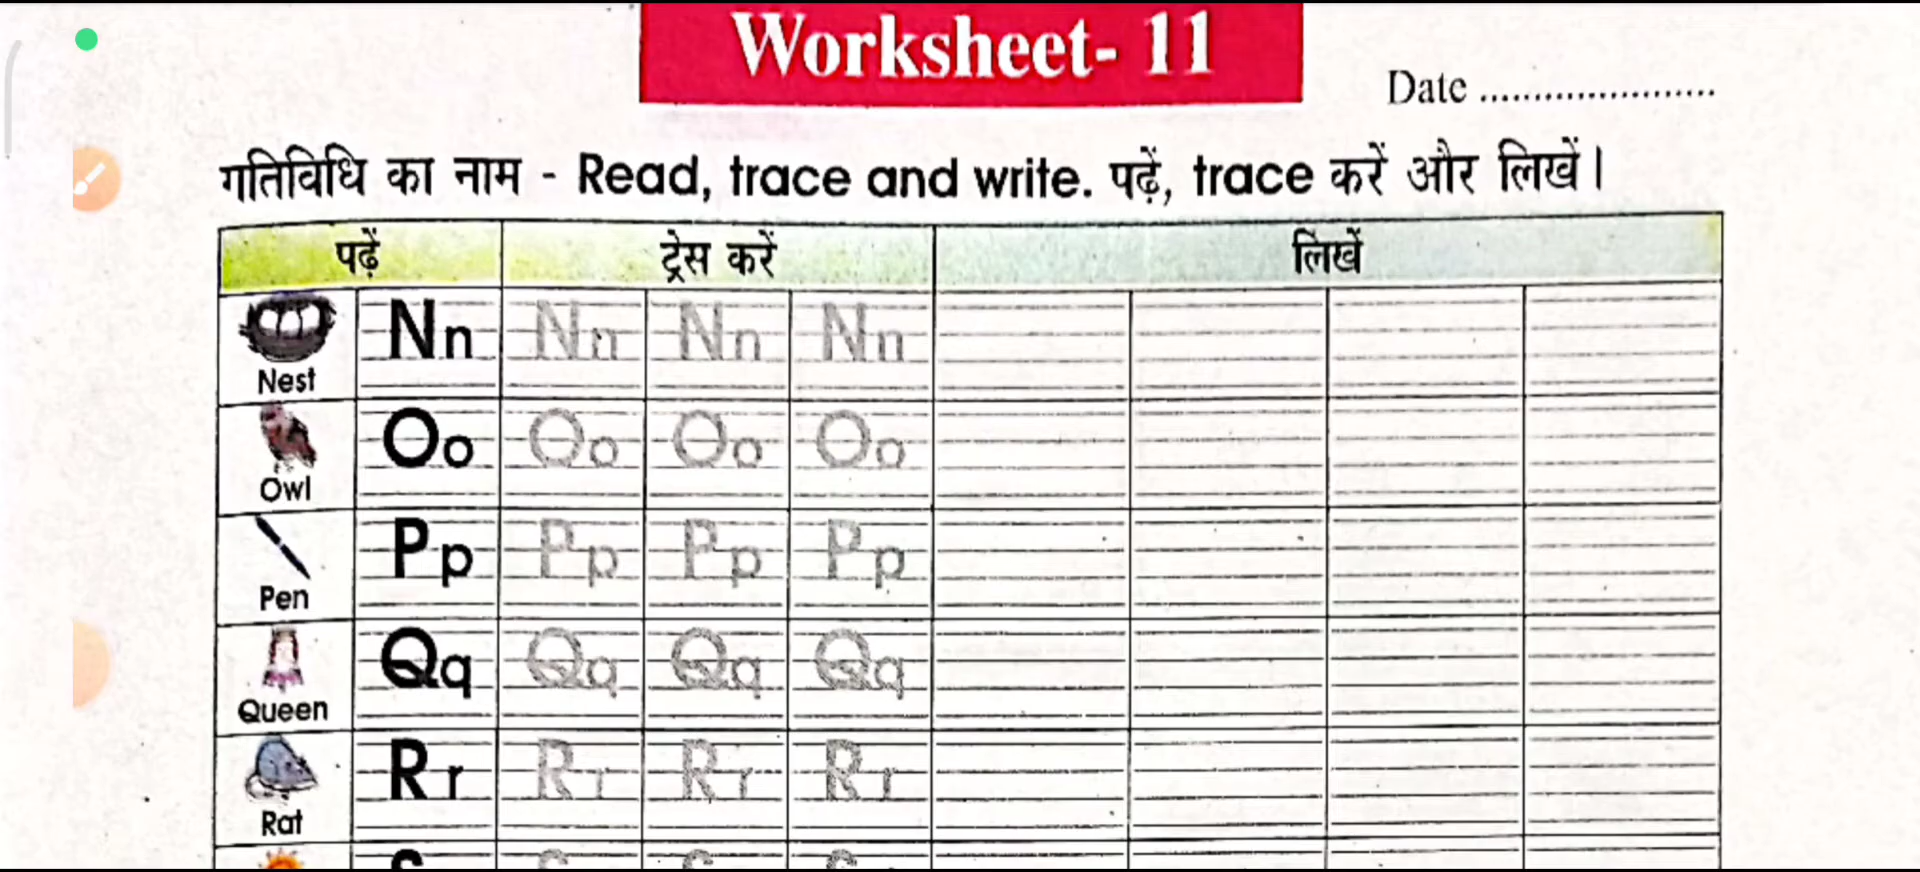 Worksheet- 11
Date ......................
गतिविधि का नाम - Read, trace and write. पढ़ें, trace करें और लिखें।
पढ़ें ट्रेस करें लिखें
Nn Nn Nn Nn
Nest
Oo Oo Oo Oo
Owl
Pp Pp Pp Pp
Pen
Qq Qq Qq Qq
Queen
Rr Rr Rr Rr
Rat